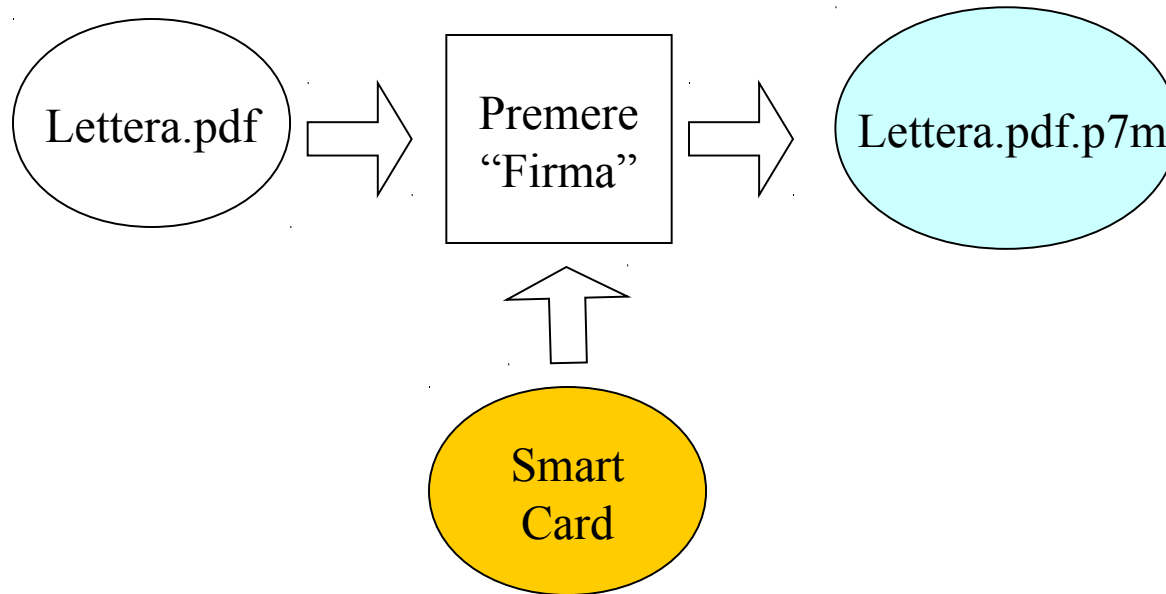 Lettera.pdf
Premere
“Firma”
Lettera.pdf.p7m
Smart
Card